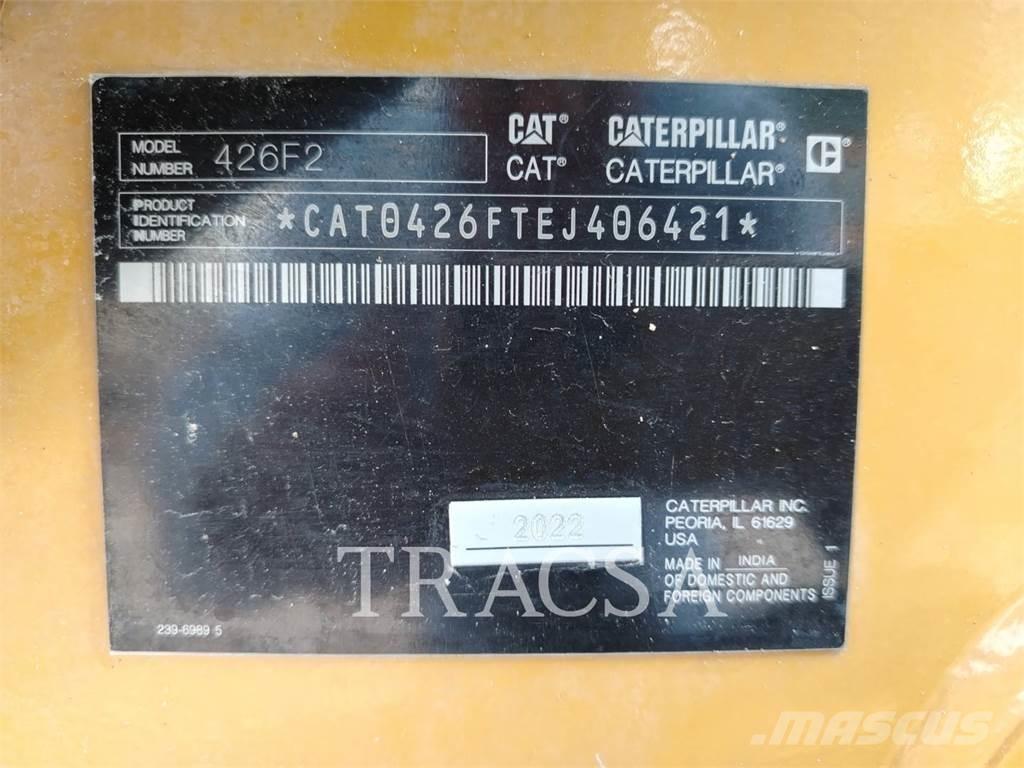 MODEL
NUMBER 426F2
CAT® CATERPILLAR®
CAT® CATERPILLAR®
PRODUCT
IDENTIFICATION
NUMBER
*CAT0426FTEJ406421*
2022
CATERPILLAR INC.
PEORIA, IL 61629
USA
MADE IN INDIA
OF DOMESTIC AND
FOREIGN COMPONENTS
ISSUE 1
TRACSA
239-6989 5
MASCUS